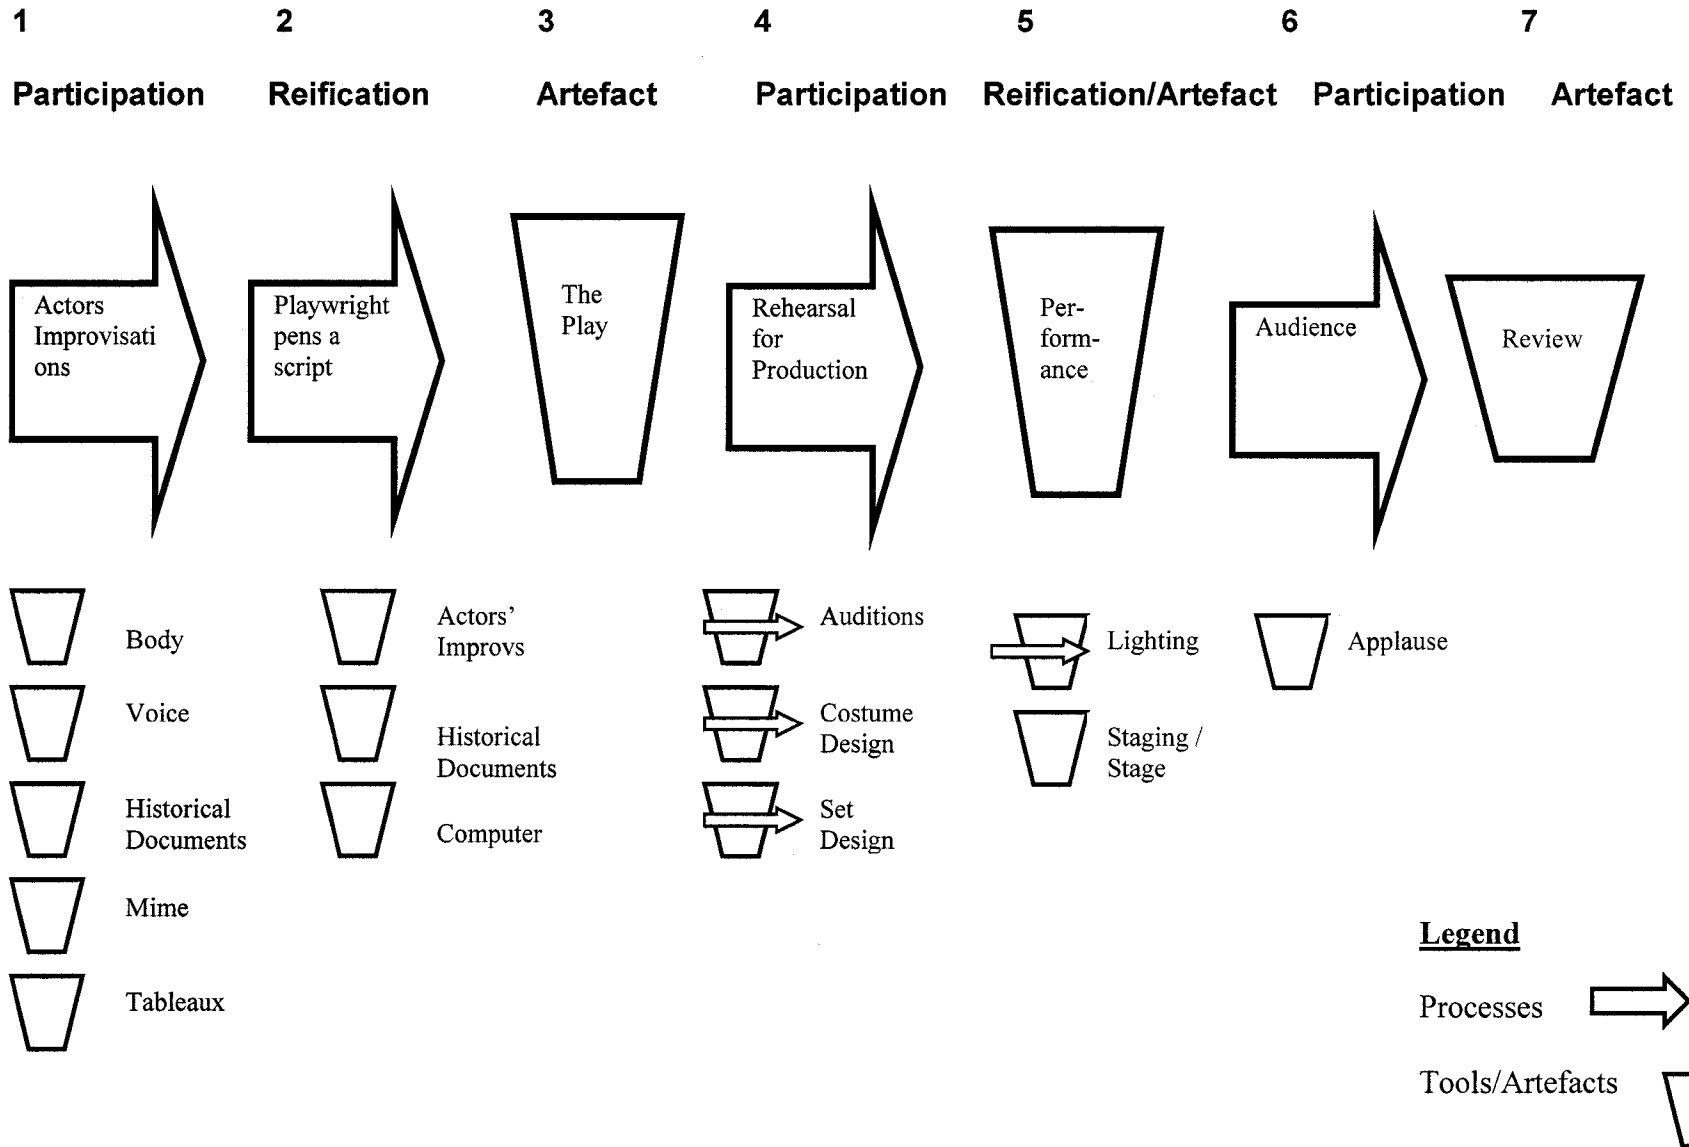 1 2 3 4 5 6 7
Participation Reification Artefact Participation Reification/Artefact Participation Artefact
Actors
Improvisati
ons
Playwright
pens a
script
The
Play
Rehearsal
for
Production
Per-
form-
ance
Audience
Review
Body
Voice
Historical
Documents
Mime
Tableaux
Actors'
Improvs
Historical
Documents
Computer
Auditions
Costume
Design
Set
Design
Lighting
Staging /
Stage
Applause
Legend
Processes
Tools/Artefacts